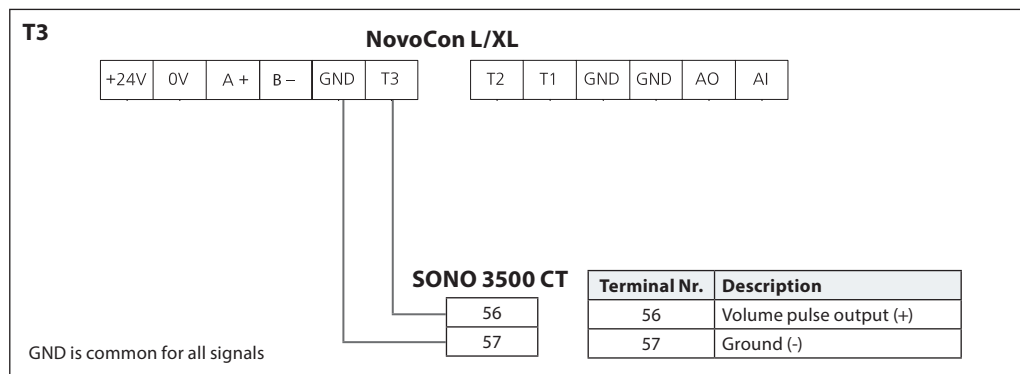 T3
NovoCon L/XL
+24V 0V A + B – GND T3 T2 T1 GND GND AO AI
SONO 3500 CT
56
57
Terminal Nr. Description
56 Volume pulse output (+)
57 Ground (-)
GND is common for all signals